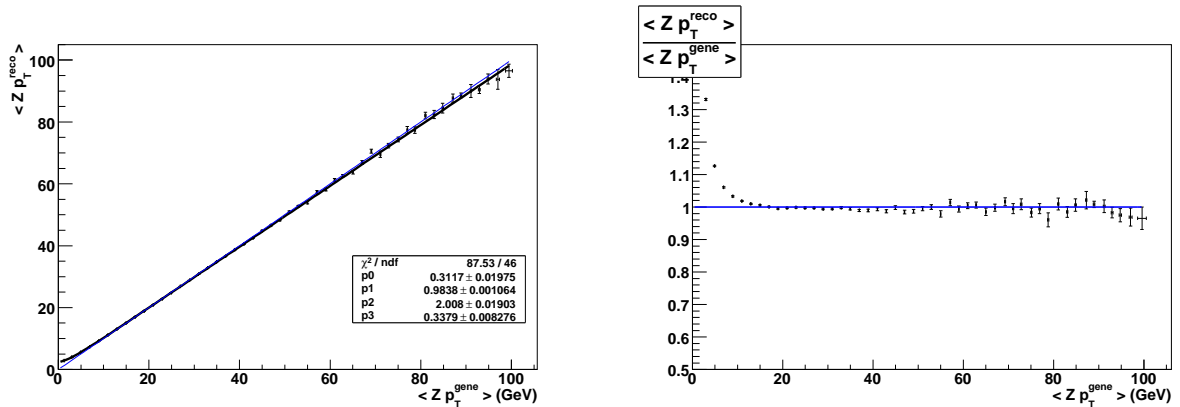 < Z p_T^reco >
100
80
60
40
20
0
χ² / ndf 87.53 / 46
p0 0.3117 ± 0.01975
p1 0.9838 ± 0.001064
p2 2.008 ± 0.01903
p3 0.3379 ± 0.008276
0 20 40 60 80 100
< Z p_T^gene > (GeV)
< Z p_T^reco >
< Z p_T^gene >
1.4
1.3
1.2
1.1
1
0.9
0.8
0.7
0.6
0.5
0 20 40 60 80 100
< Z p_T^gene > (GeV)